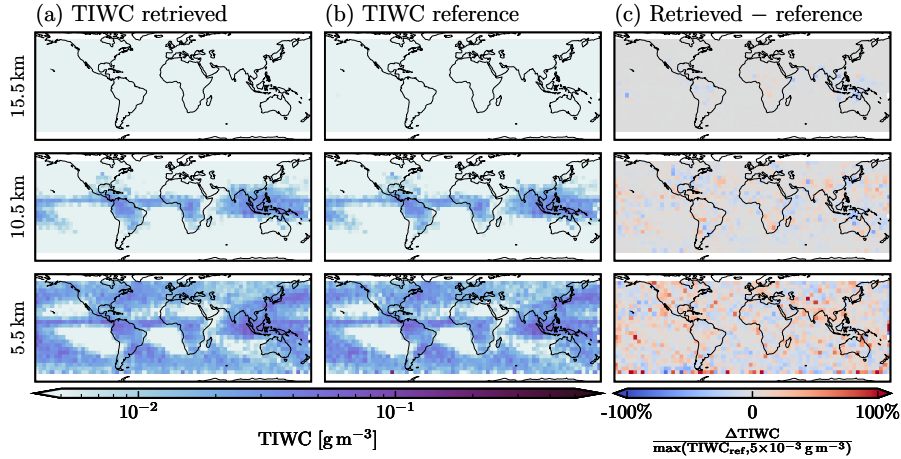 (a) TIWC retrieved
(b) TIWC reference
(c) Retrieved − reference
15.5 km
10.5 km
5.5 km
10⁻²
10⁻¹
TIWC [g m⁻³]
-100%
0
100%
ΔTIWC
max(TIWC_ref, 5×10⁻³ g m⁻³)